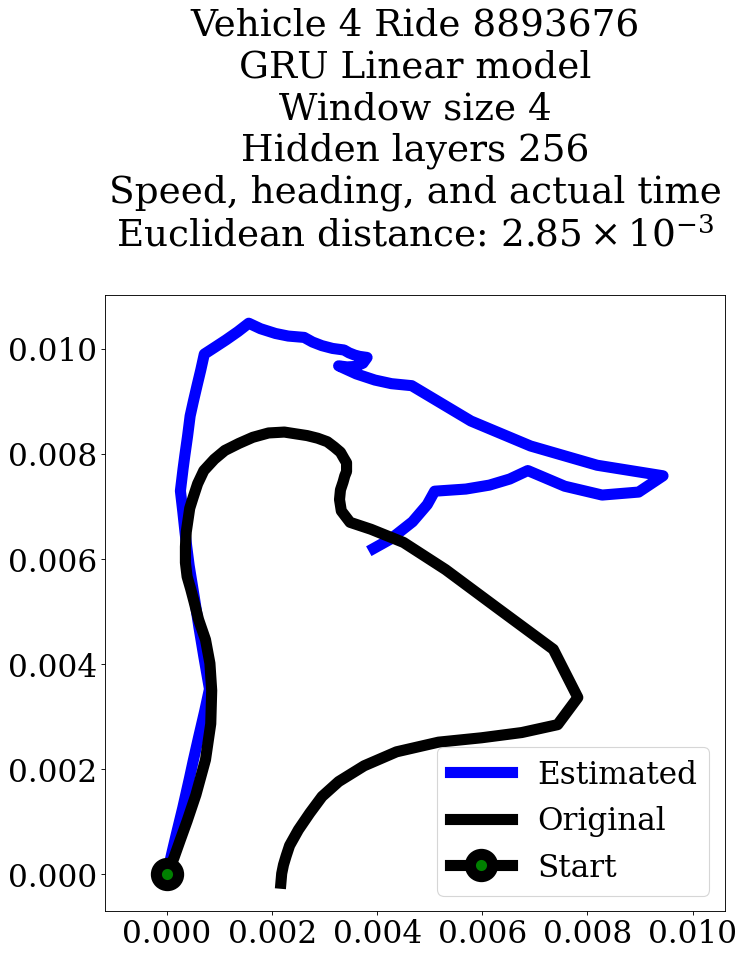 Vehicle 4 Ride 8893676
GRU Linear model
Window size 4
Hidden layers 256
Speed, heading, and actual time
Euclidean distance: 2.85 × 10⁻³
0.010
0.008
0.006
0.004
0.002
0.000
Estimated
Original
Start
0.000 0.002 0.004 0.006 0.008 0.010